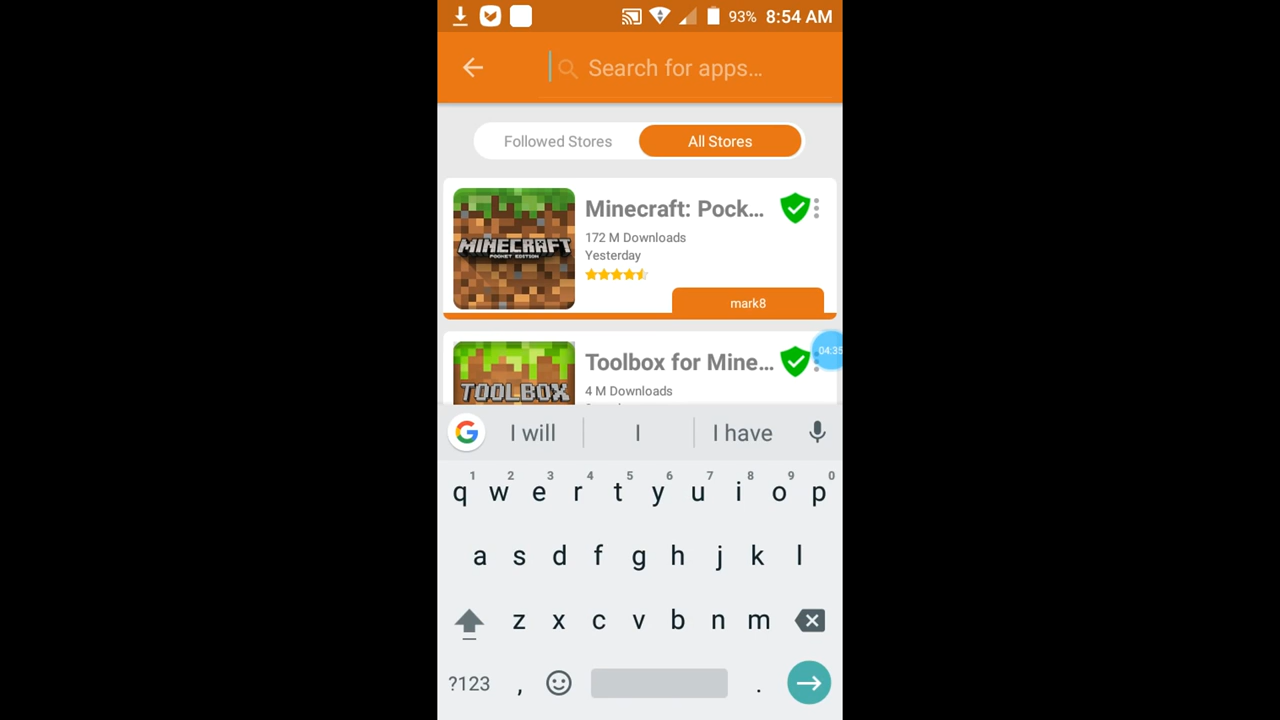 93% 8:54 AM
Search for apps...
Followed Stores All Stores
Minecraft: Pock...
172 M Downloads
Yesterday
MINECRAFT
POCKET EDITION
mark8
Toolbox for Mine...
04:35
4 M Downloads
TOOLBOX
G I will I I have
1 2 3 4 5 6 7 8 9 0
q w e r t y u i o p
a s d f g h j k l
z x c v b n m
?123 , .